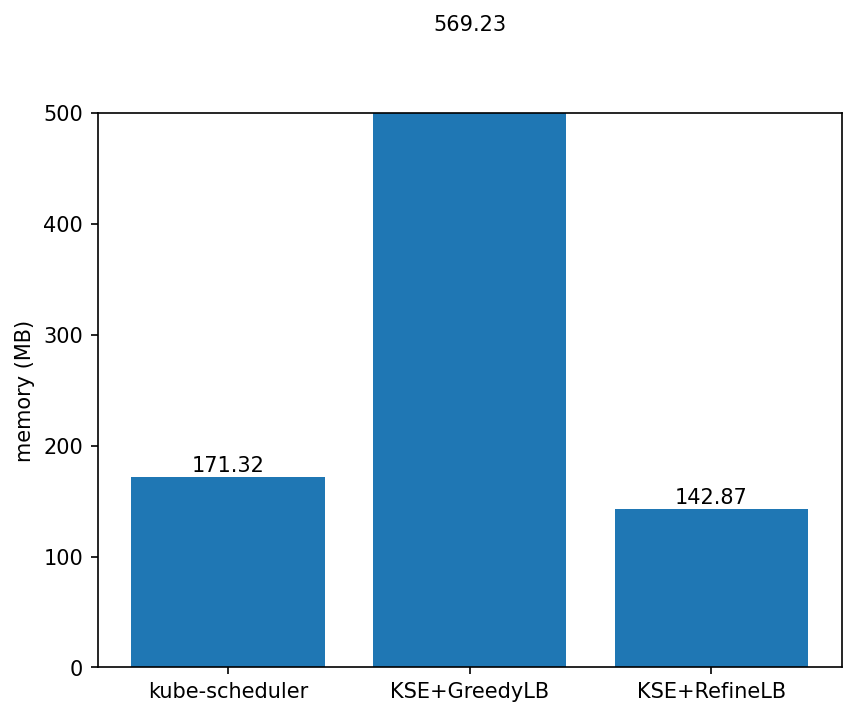 569.23
500
400
300
200
100
0
memory (MB)
171.32
142.87
kube-scheduler
KSE+GreedyLB
KSE+RefineLB